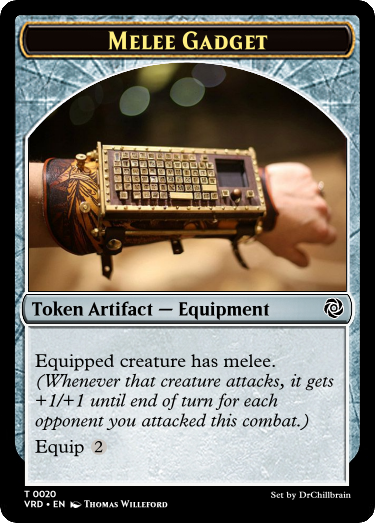 MELEE GADGET
Token Artifact — Equipment
Equipped creature has melee.
(Whenever that creature attacks, it gets
+1/+1 until end of turn for each
opponent you attacked this combat.)
Equip 2
T 0020
VRD • EN THOMAS WILLEFORD
Set by DrChillbrain